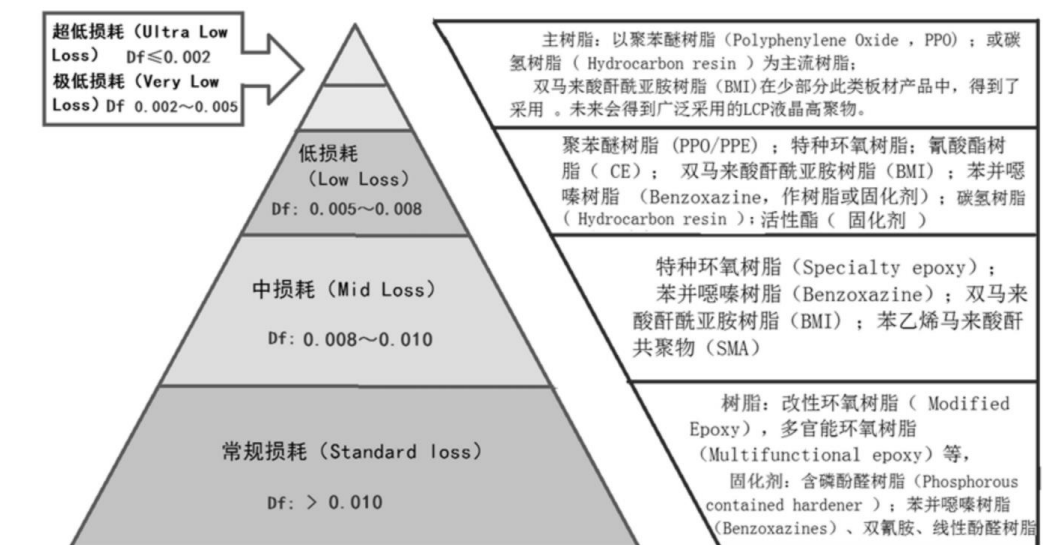 超低损耗（Ultra Low
Loss） Df≤0.002
极低损耗（Very Low
Loss）Df 0.002～0.005
低损耗
（Low Loss）
Df: 0.005～0.008
中损耗（Mid Loss）
Df: 0.008～0.010
常规损耗（Standard loss）
Df: > 0.010
主树脂：以聚苯醚树脂（Polyphenylene Oxide ，PPO）；或碳
氢树脂（ Hydrocarbon resin ）为主流树脂；
双马来酸酐酰亚胺树脂（BMI)在少部分此类板材产品中，得到了
采用 。未来会得到广泛采用的LCP液晶高聚物。
聚苯醚树脂（PPO/PPE）；特种环氧树脂；氰酸酯树
脂（ CE）； 双马来酸酐酰亚胺树脂（BMI）；苯并噁
嗪树脂 （Benzoxazine，作树脂或固化剂）；碳氢树脂
（ Hydrocarbon resin ）；活性酯（ 固化剂 ）
特种环氧树脂（Specialty epoxy）；
苯并噁嗪树脂（Benzoxazine）；双马来
酸酐酰亚胺树脂（BMI）；苯乙烯马来酸酐
共聚物（SMA）
树脂：改性环氧树脂（ Modified
Epoxy），多官能环氧树脂
（Multifunctional epoxy）等，
固化剂：含磷酚醛树脂（Phosphorous
contained hardener ）；苯并噁嗪树脂
（Benzoxazines）、双氰胺、线性酚醛树脂